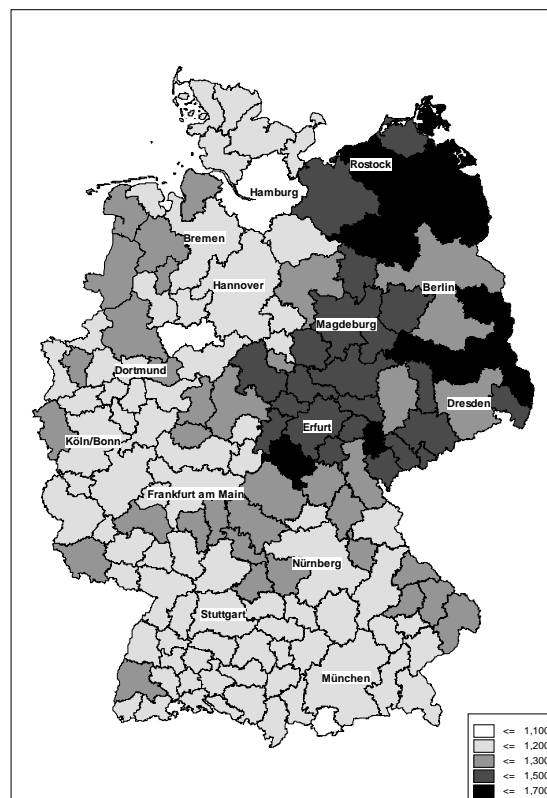 Rostock
Hamburg
Bremen
Hannover
Berlin
Magdeburg
Dortmund
Dresden
Erfurt
Köln/Bonn
Frankfurt am Main
Nürnberg
Stuttgart
München
<= 1,100
<= 1,200
<= 1,300
<= 1,500
<= 1,700